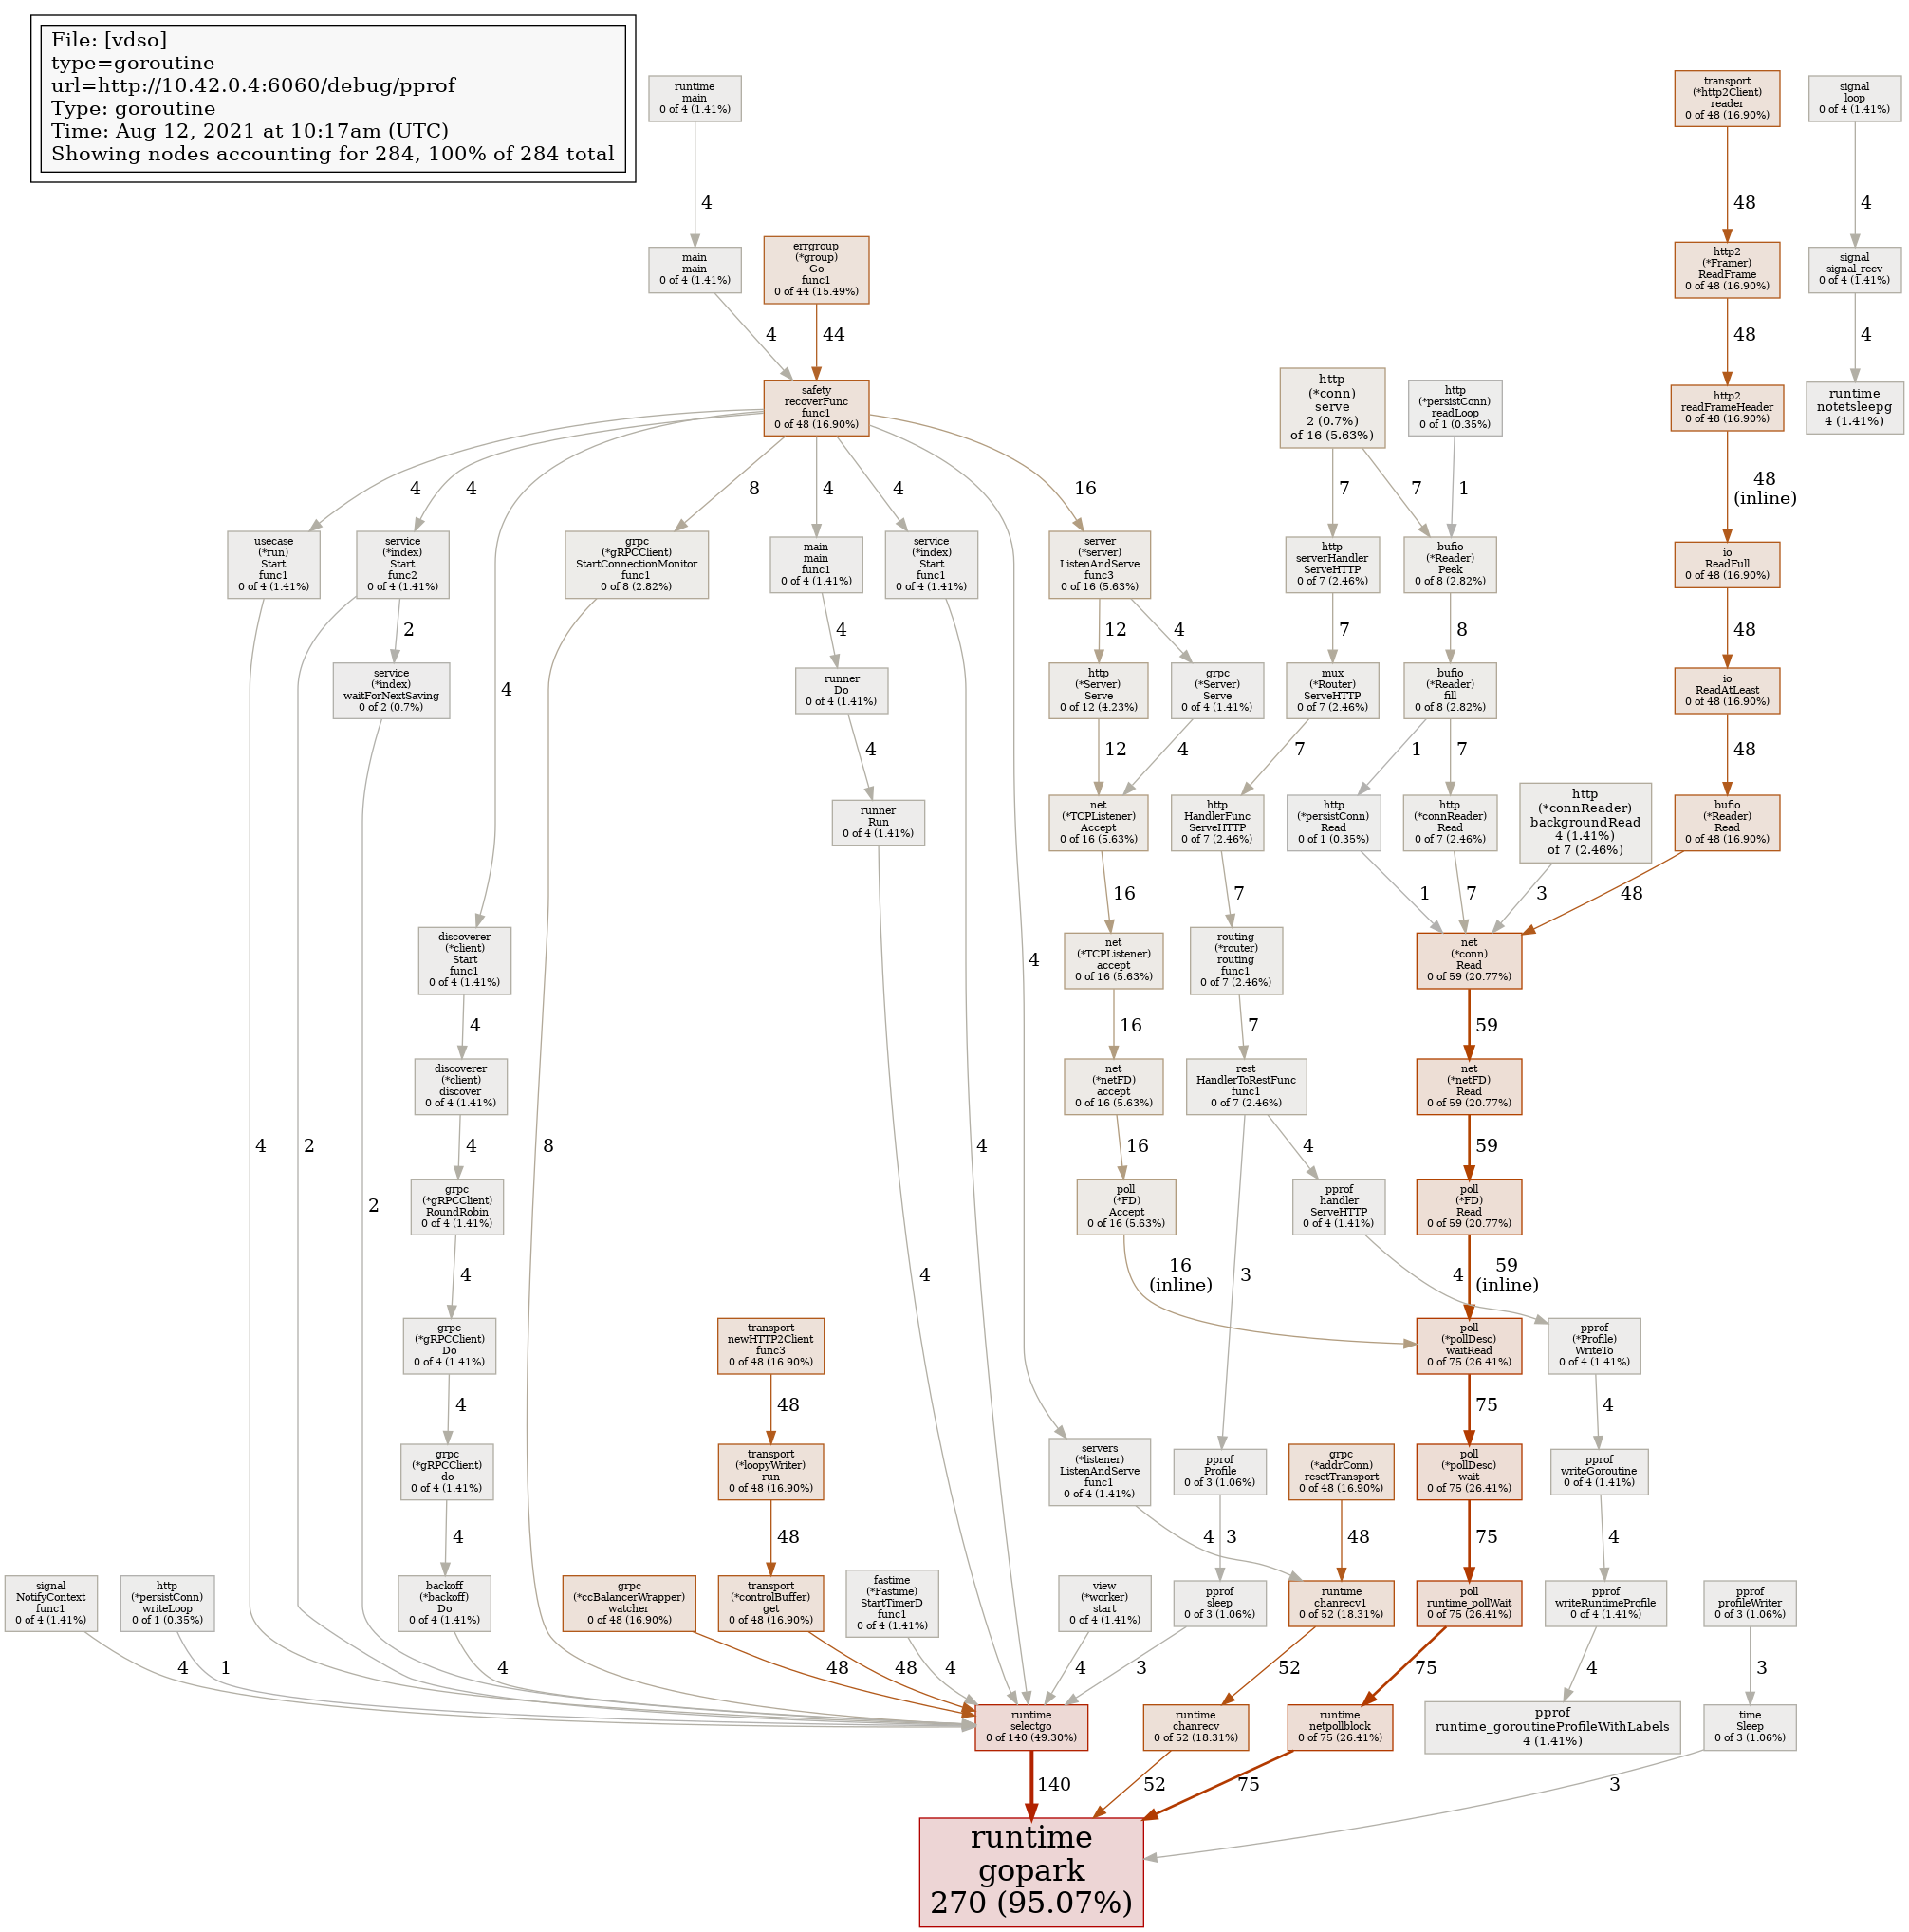 File: [vdso]
type=goroutine
url=http://10.42.0.4:6060/debug/pprof
Type: goroutine
Time: Aug 12, 2021 at 10:17am (UTC)
Showing nodes accounting for 284, 100% of 284 total
runtime
main
0 of 4 (1.41%)
transport
(*http2Client)
reader
0 of 48 (16.90%)
signal
loop
0 of 4 (1.41%)
4
48
4
main
main
0 of 4 (1.41%)
errgroup
(*group)
Go
func1
0 of 44 (15.49%)
http2
(*Framer)
ReadFrame
0 of 48 (16.90%)
signal
signal_recv
0 of 4 (1.41%)
4
44
48
4
safety
recoverFunc
func1
0 of 48 (16.90%)
http
(*conn)
serve
2 (0.7%)
of 16 (5.63%)
http
(*persistConn)
readLoop
0 of 1 (0.35%)
http2
readFrameHeader
0 of 48 (16.90%)
runtime
notetsleepg
4 (1.41%)
4
4
8
4
4
16
7
7
1
48
(inline)
usecase
(*run)
Start
func1
0 of 4 (1.41%)
service
(*index)
Start
func2
0 of 4 (1.41%)
grpc
(*gRPCClient)
StartConnectionMonitor
func1
0 of 8 (2.82%)
main
main
func1
0 of 4 (1.41%)
service
(*index)
Start
func1
0 of 4 (1.41%)
server
(*server)
ListenAndServe
func3
0 of 16 (5.63%)
http
serverHandler
ServeHTTP
0 of 7 (2.46%)
bufio
(*Reader)
Peek
0 of 8 (2.82%)
io
ReadFull
0 of 48 (16.90%)
2
4
12
4
7
8
48
service
(*index)
waitForNextSaving
0 of 2 (0.7%)
4
runner
Do
0 of 4 (1.41%)
http
(*Server)
Serve
0 of 12 (4.23%)
grpc
(*Server)
Serve
0 of 4 (1.41%)
mux
(*Router)
ServeHTTP
0 of 7 (2.46%)
bufio
(*Reader)
fill
0 of 8 (2.82%)
io
ReadAtLeast
0 of 48 (16.90%)
4
12
4
7
1
7
48
runner
Run
0 of 4 (1.41%)
net
(*TCPListener)
Accept
0 of 16 (5.63%)
http
HandlerFunc
ServeHTTP
0 of 7 (2.46%)
http
(*persistConn)
Read
0 of 1 (0.35%)
http
(*connReader)
Read
0 of 7 (2.46%)
http
(*connReader)
backgroundRead
4 (1.41%)
of 7 (2.46%)
bufio
(*Reader)
Read
0 of 48 (16.90%)
16
7
1
7
3
48
discoverer
(*client)
Start
func1
0 of 4 (1.41%)
4
net
(*TCPListener)
accept
0 of 16 (5.63%)
routing
(*router)
routing
func1
0 of 7 (2.46%)
net
(*conn)
Read
0 of 59 (20.77%)
4
16
7
59
discoverer
(*client)
discover
0 of 4 (1.41%)
net
(*netFD)
accept
0 of 16 (5.63%)
rest
HandlerToRestFunc
func1
0 of 7 (2.46%)
net
(*netFD)
Read
0 of 59 (20.77%)
4
2
4
8
4
16
4
59
2
grpc
(*gRPCClient)
RoundRobin
0 of 4 (1.41%)
poll
(*FD)
Accept
0 of 16 (5.63%)
pprof
handler
ServeHTTP
0 of 4 (1.41%)
poll
(*FD)
Read
0 of 59 (20.77%)
4
4
16
(inline)
3
4
59
(inline)
grpc
(*gRPCClient)
Do
0 of 4 (1.41%)
transport
newHTTP2Client
func3
0 of 48 (16.90%)
poll
(*pollDesc)
waitRead
0 of 75 (26.41%)
pprof
(*Profile)
WriteTo
0 of 4 (1.41%)
4
48
75
4
grpc
(*gRPCClient)
do
0 of 4 (1.41%)
transport
(*loopyWriter)
run
0 of 48 (16.90%)
servers
(*listener)
ListenAndServe
func1
0 of 4 (1.41%)
pprof
Profile
0 of 3 (1.06%)
grpc
(*addrConn)
resetTransport
0 of 48 (16.90%)
poll
(*pollDesc)
wait
0 of 75 (26.41%)
pprof
writeGoroutine
0 of 4 (1.41%)
4
48
4
3
48
75
4
signal
NotifyContext
func1
0 of 4 (1.41%)
http
(*persistConn)
writeLoop
0 of 1 (0.35%)
backoff
(*backoff)
Do
0 of 4 (1.41%)
grpc
(*ccBalancerWrapper)
watcher
0 of 48 (16.90%)
transport
(*controlBuffer)
get
0 of 48 (16.90%)
fastime
(*Fastime)
StartTimerD
func1
0 of 4 (1.41%)
view
(*worker)
start
0 of 4 (1.41%)
pprof
sleep
0 of 3 (1.06%)
runtime
chanrecv1
0 of 52 (18.31%)
poll
runtime_pollWait
0 of 75 (26.41%)
pprof
writeRuntimeProfile
0 of 4 (1.41%)
pprof
profileWriter
0 of 3 (1.06%)
4
1
4
48
48
4
4
3
52
75
4
3
runtime
selectgo
0 of 140 (49.30%)
runtime
chanrecv
0 of 52 (18.31%)
runtime
netpollblock
0 of 75 (26.41%)
pprof
runtime_goroutineProfileWithLabels
4 (1.41%)
time
Sleep
0 of 3 (1.06%)
140
52
75
3
runtime
gopark
270 (95.07%)